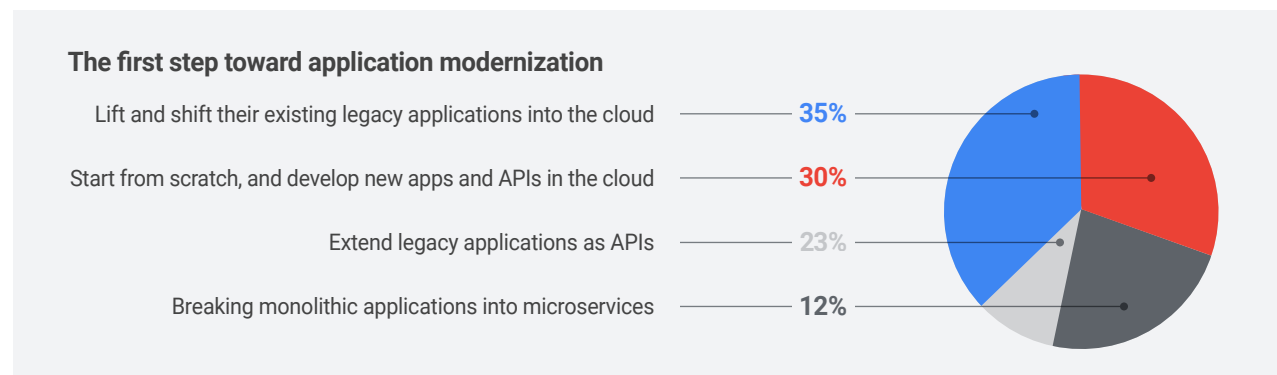 The first step toward application modernization
Lift and shift their existing legacy applications into the cloud 35%
Start from scratch, and develop new apps and APIs in the cloud 30%
Extend legacy applications as APIs 23%
Breaking monolithic applications into microservices 12%